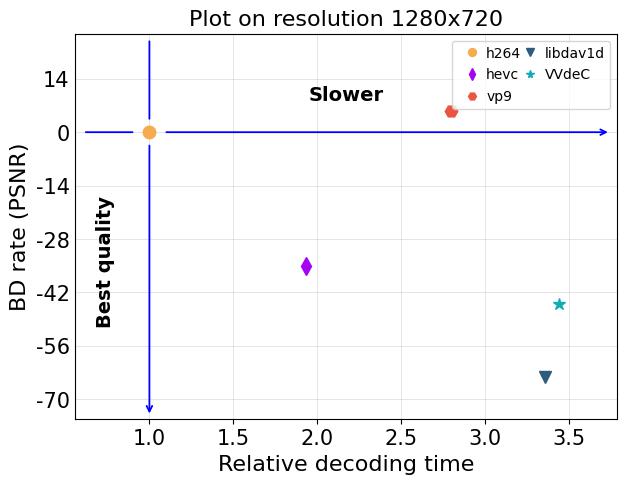 Plot on resolution 1280x720
h264
libdav1d
hevc
VVdeC
vp9
Slower
Best quality
BD rate (PSNR)
14
0
-14
-28
-42
-56
-70
1.0 1.5 2.0 2.5 3.0 3.5
Relative decoding time